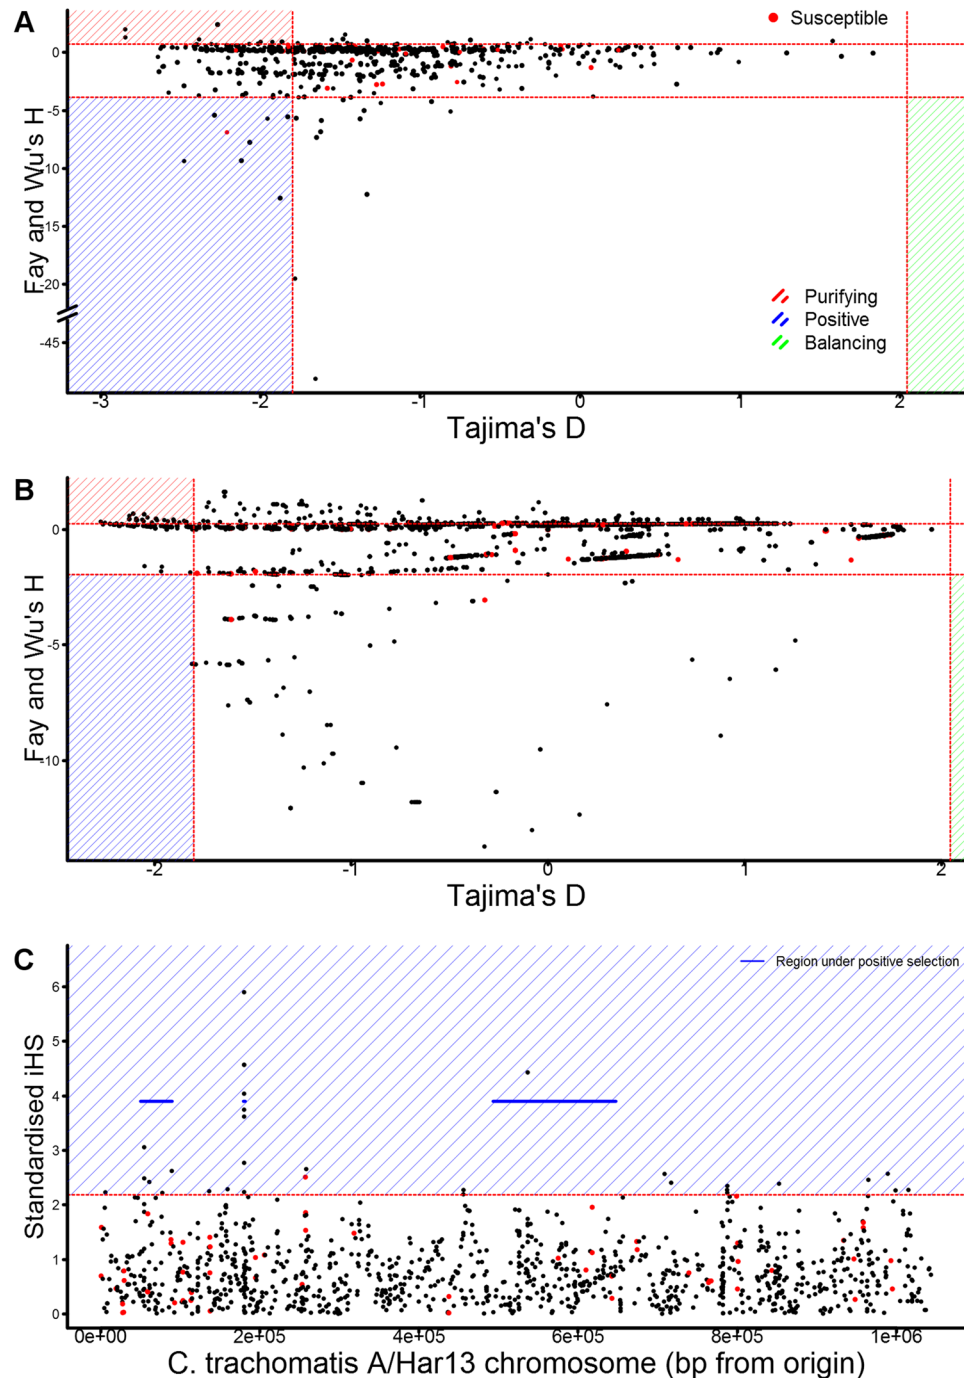 A
Susceptible
0
-5
-10
-15
-20
-45
Fay and Wu's H
Purifying
Positive
Balancing
-3
-2
-1
0
1
2
Tajima's D
B
0
-5
-10
Fay and Wu's H
-2
-1
0
1
2
Tajima's D
C
Region under positive selection
6
5
4
3
2
1
0
Standardised iHS
0e+00
2e+05
4e+05
6e+05
8e+05
1e+06
C. trachomatis A/Har13 chromosome (bp from origin)